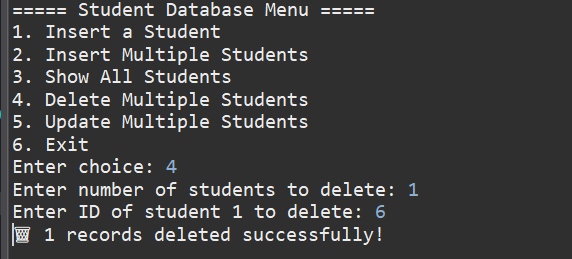 ===== Student Database Menu =====
1. Insert a Student
2. Insert Multiple Students
3. Show All Students
4. Delete Multiple Students
5. Update Multiple Students
6. Exit
Enter choice: 4
Enter number of students to delete: 1
Enter ID of student 1 to delete: 6
🗑 1 records deleted successfully!